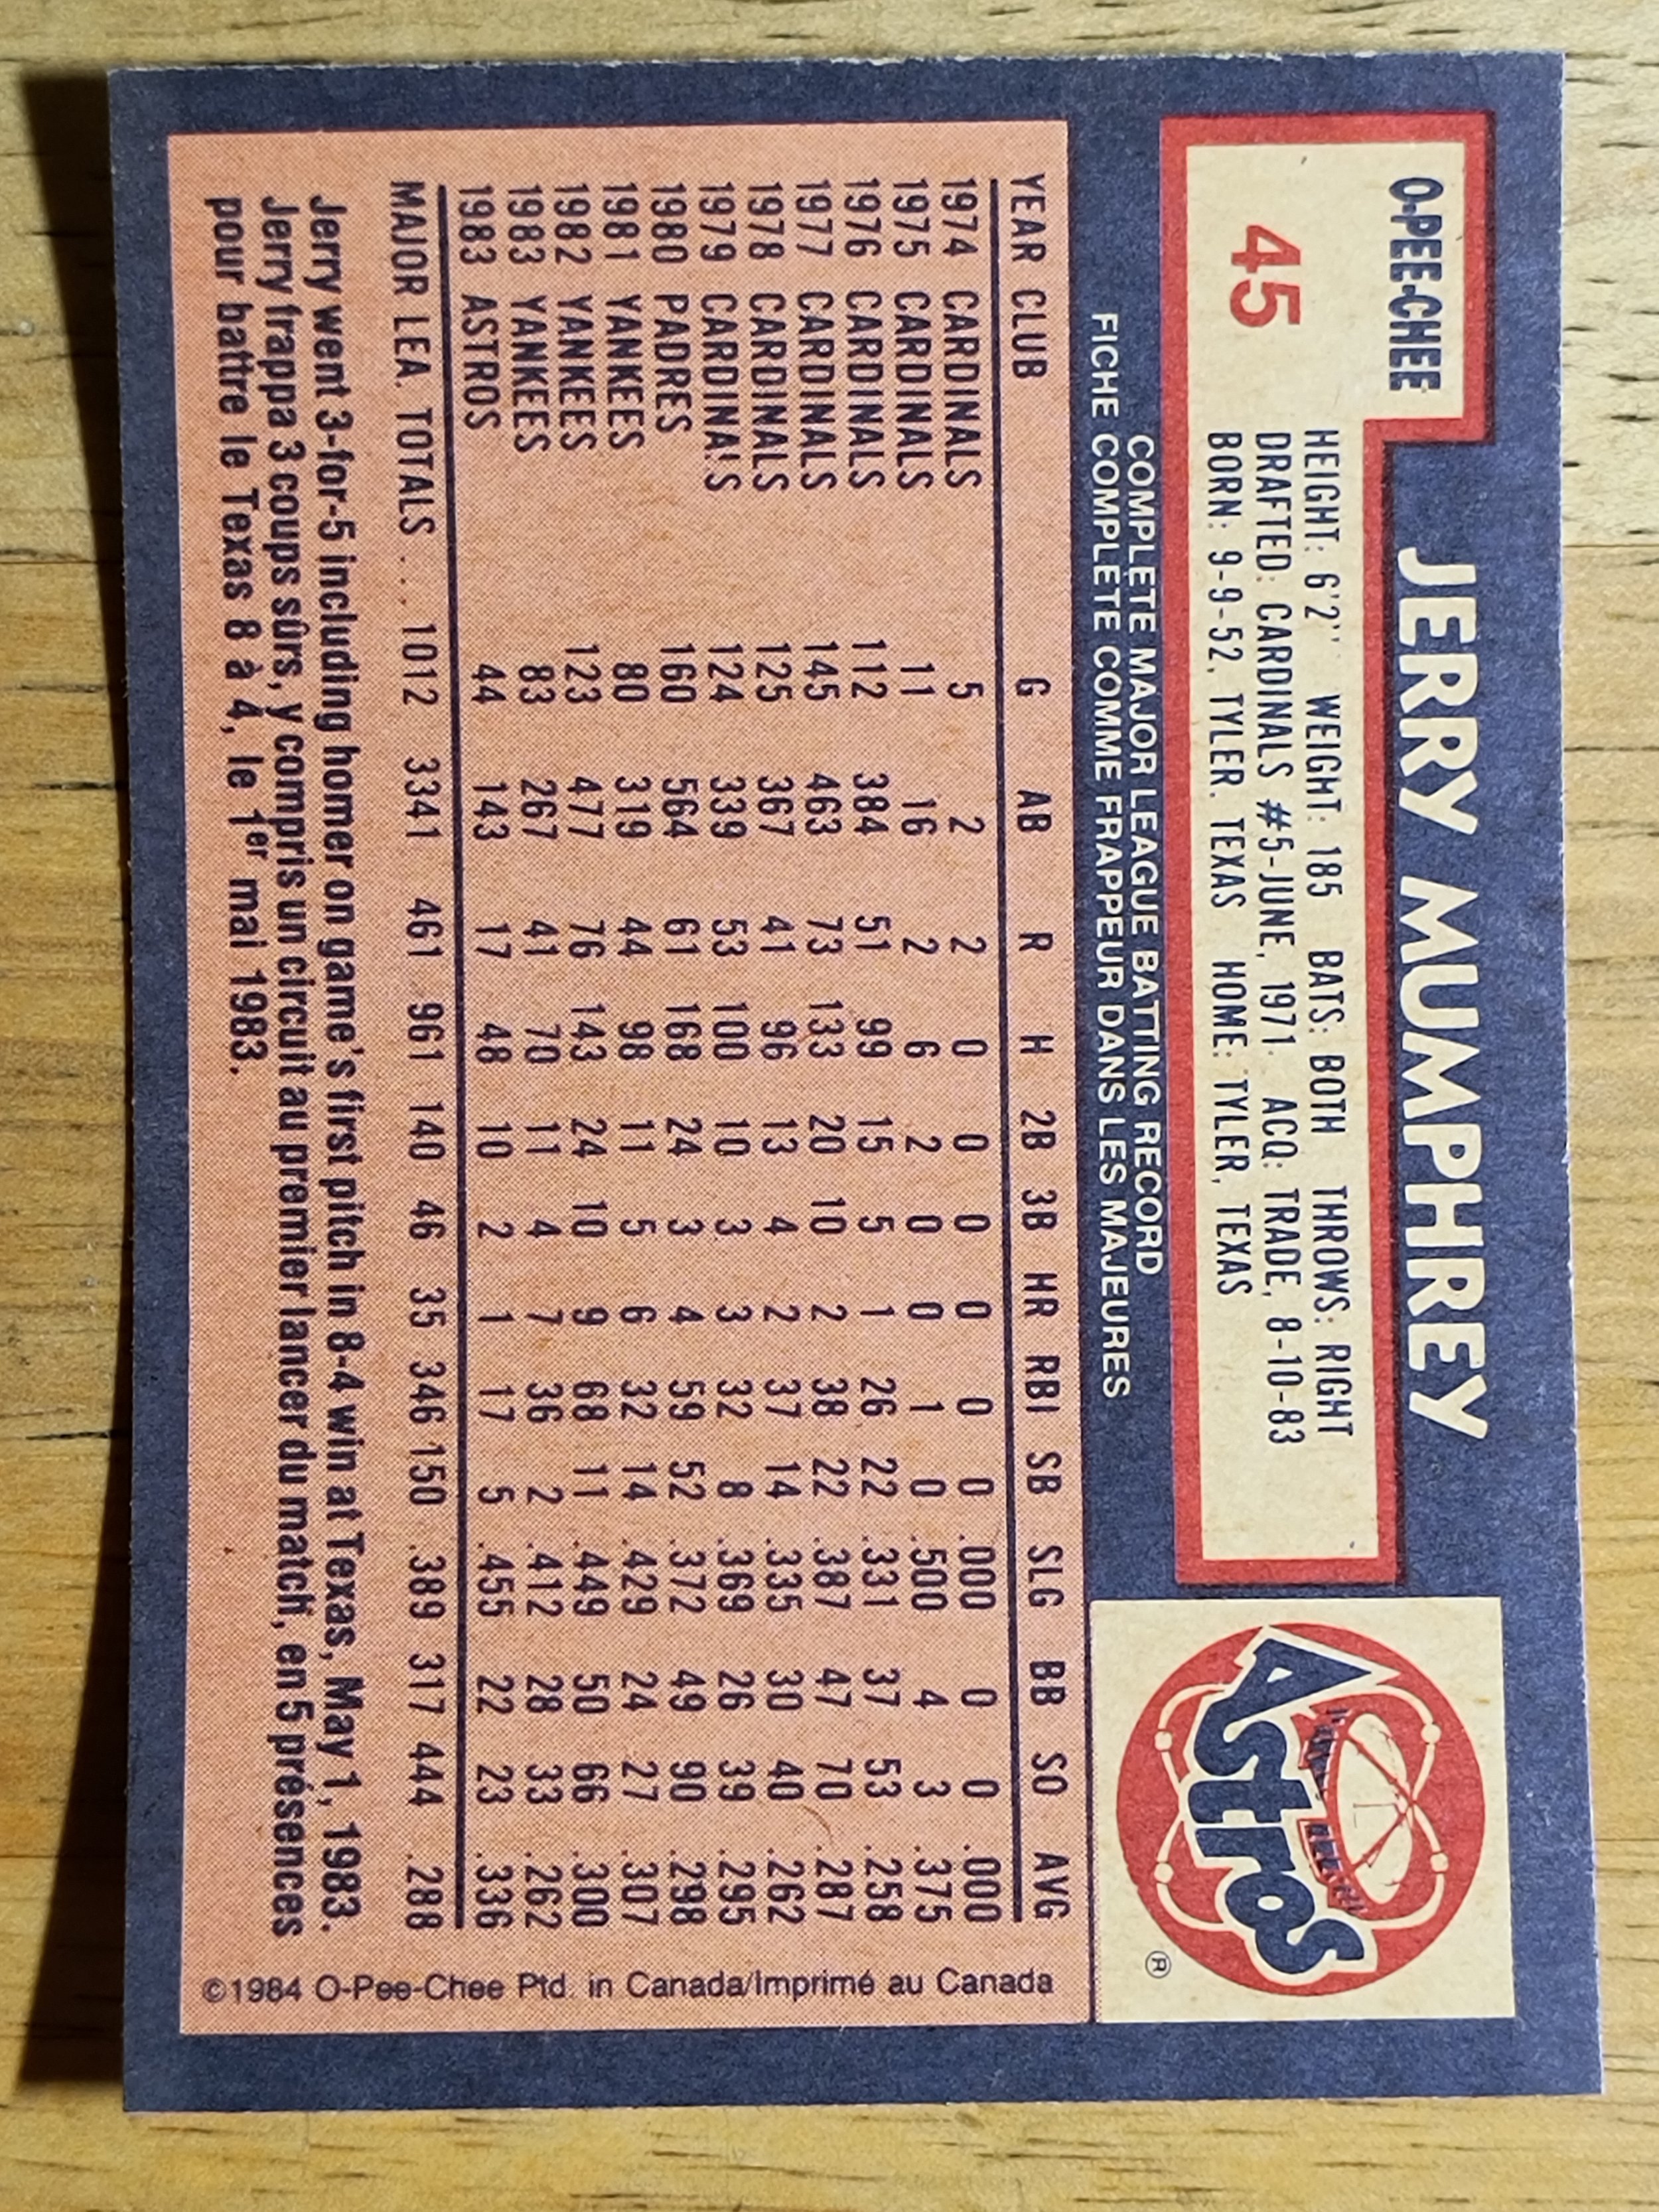 O-PEE-CHEE
JERRY MUMPHREY
45
HEIGHT: 6'2" WEIGHT: 185 BATS: BOTH THROWS: RIGHT
DRAFTED: CARDINALS #5-JUNE, 1971. ACQ: TRADE, 8-10-83
BORN: 9-9-52, TYLER, TEXAS HOME: TYLER, TEXAS
Astros
®
COMPLETE MAJOR LEAGUE BATTING RECORD
FICHE COMPLÈTE COMME FRAPPEUR DANS LES MAJEURES
YEAR CLUB G AB R H 2B 3B HR RBI SB SLG BB SO AVG
1974 CARDINALS 5 2 2 0 0 0 0 0 0 .000 0 0 .000
1975 CARDINALS 11 16 2 6 2 0 0 1 0 .500 4 3 .375
1976 CARDINALS 112 384 51 99 15 5 1 26 22 .331 37 53 .258
1977 CARDINALS 145 463 73 133 20 10 2 38 22 .387 47 70 .287
1978 CARDINALS 125 367 41 96 13 4 2 37 14 .335 30 40 .262
1979 CARDINALS 124 339 53 100 10 3 3 32 8 .369 26 39 .295
1980 PADRES 160 564 61 168 24 3 4 59 52 .372 49 90 .298
1981 YANKEES 80 319 44 98 11 5 6 32 14 .429 24 27 .307
1982 YANKEES 123 477 76 143 24 10 9 68 11 .449 50 66 .300
1983 YANKEES 83 267 41 70 11 4 7 36 2 .412 28 33 .262
1983 ASTROS 44 143 17 48 10 2 1 17 5 .455 22 23 .336
MAJOR LEA. TOTALS . . . 1012 3341 461 961 140 46 35 346 150 .389 317 444 .288
Jerry went 3-for-5 including homer on game's first pitch in 8-4 win at Texas, May 1, 1983.
Jerry frappa 3 coups sûrs, y compris un circuit au premier lancer du match, en 5 présences
pour battre le Texas 8 à 4, le 1er mai 1983.
©1984 O-Pee-Chee Ptd. in Canada/Imprimé au Canada